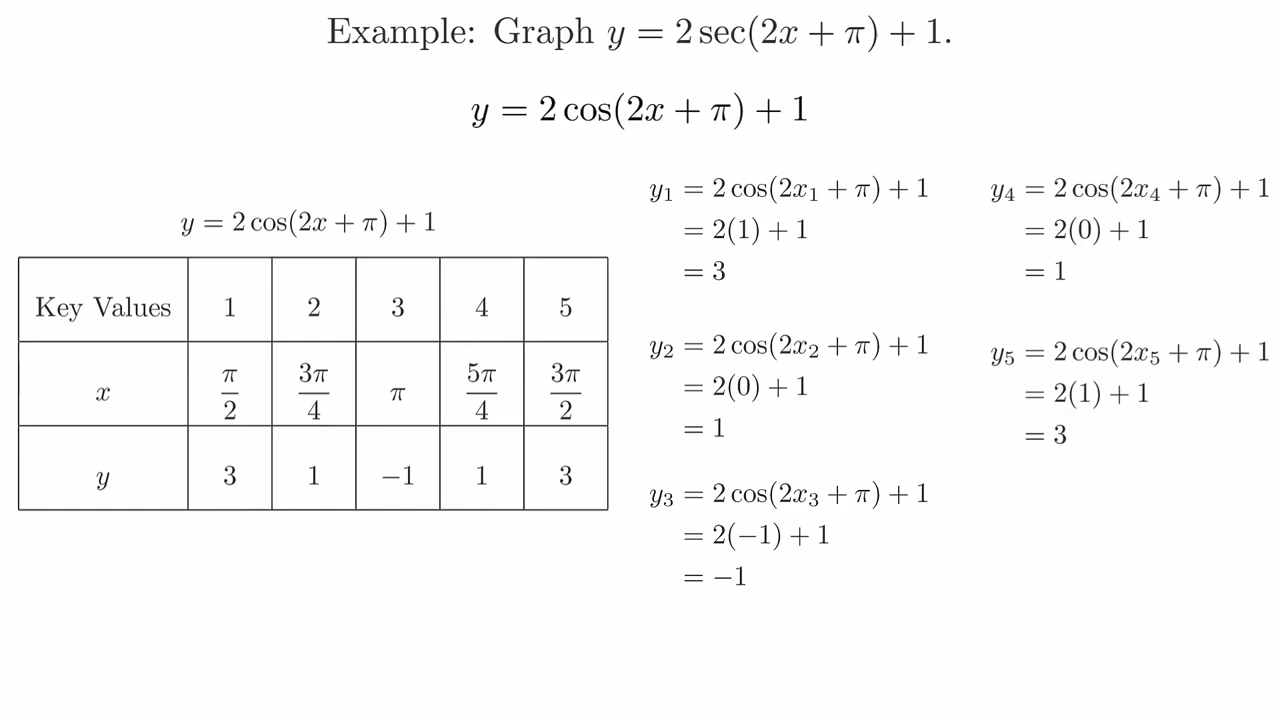 Example: Graph y = 2 sec(2x + π) + 1.
y = 2 cos(2x + π) + 1
y = 2 cos(2x + π) + 1
Key Values 1 2 3 4 5
x π/2 3π/4 π 5π/4 3π/2
y 3 1 −1 1 3
y₁ = 2 cos(2x₁ + π) + 1
= 2(1) + 1
= 3
y₂ = 2 cos(2x₂ + π) + 1
= 2(0) + 1
= 1
y₃ = 2 cos(2x₃ + π) + 1
= 2(−1) + 1
= −1
y₄ = 2 cos(2x₄ + π) + 1
= 2(0) + 1
= 1
y₅ = 2 cos(2x₅ + π) + 1
= 2(1) + 1
= 3